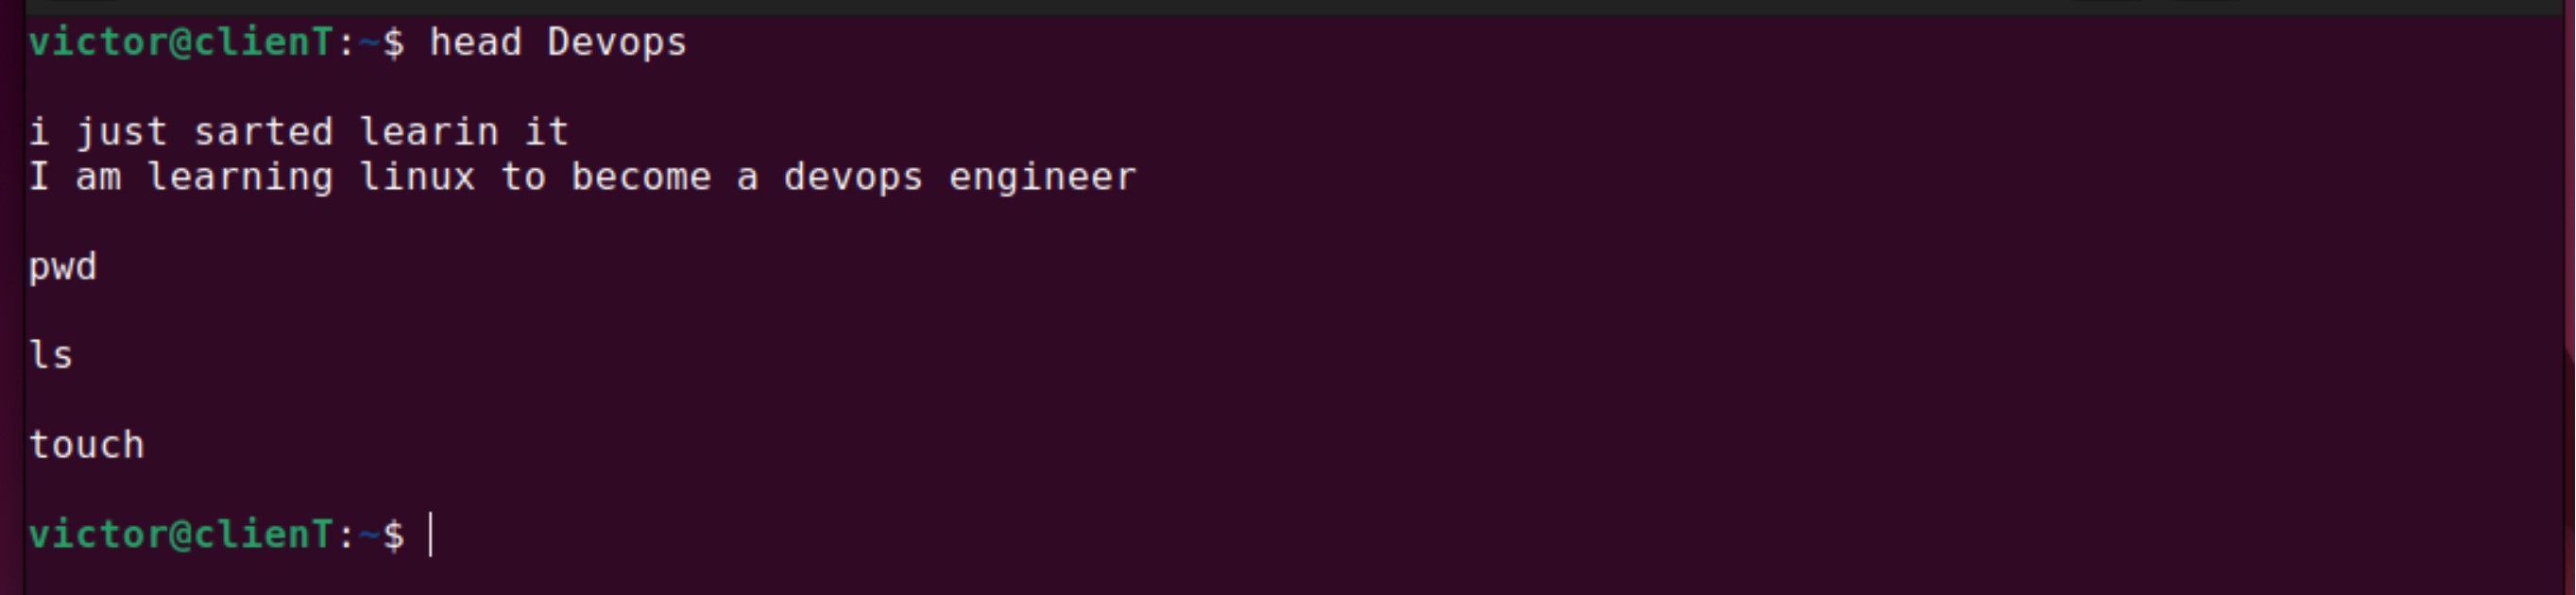 victor@clienT:~$ head Devops
i just sarted learin it
I am learning linux to become a devops engineer
pwd
ls
touch
victor@clienT:~$